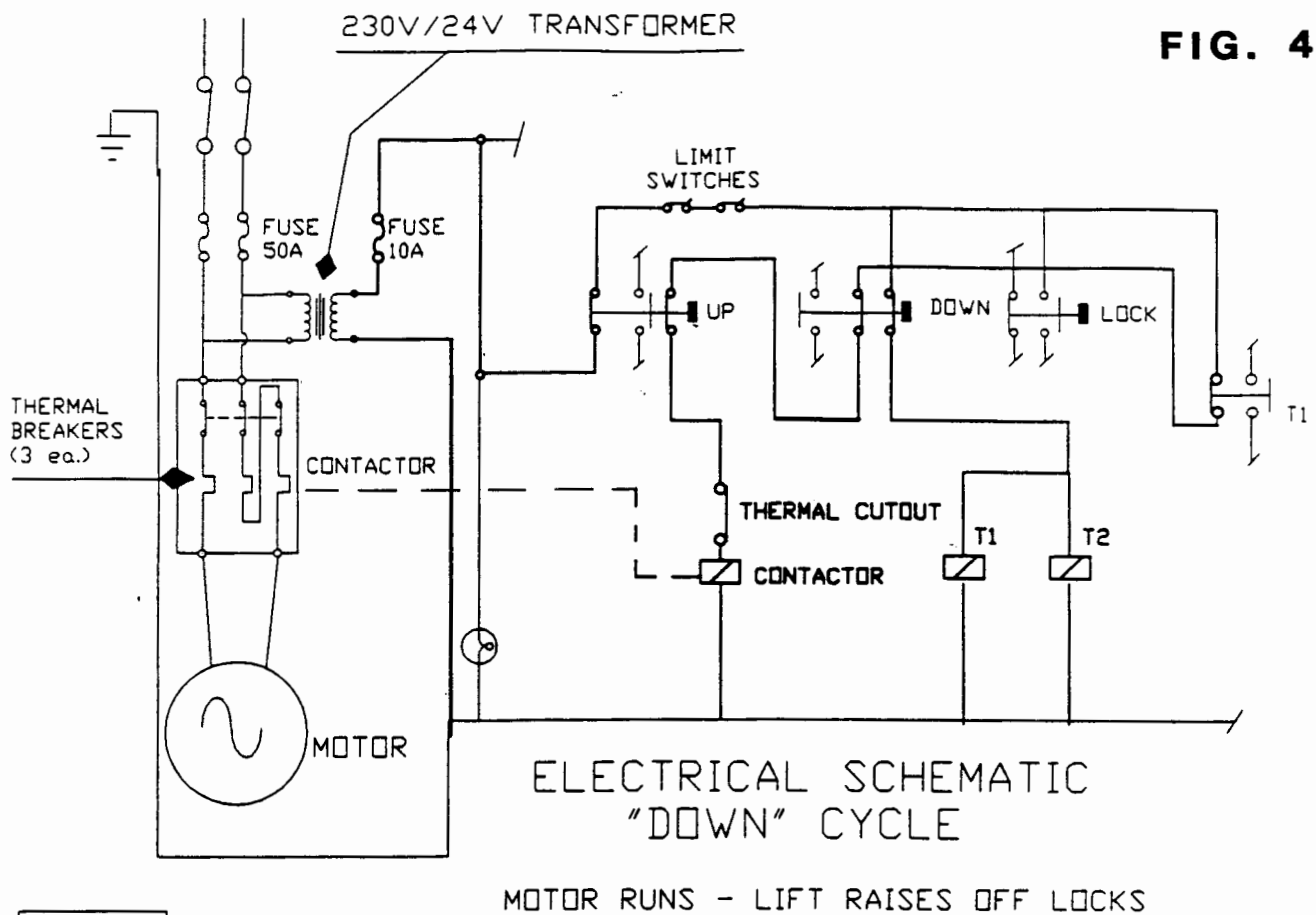 230V/24V TRANSFORMER
FIG. 4
LIMIT
SWITCHES
FUSE
50A
FUSE
10A
UP
DOWN
LOCK
T1
THERMAL
BREAKERS
(3 ea.)
CONTACTOR
THERMAL CUTOUT
T1
T2
CONTACTOR
MOTOR
ELECTRICAL SCHEMATIC
"DOWN" CYCLE
MOTOR RUNS - LIFT RAISES OFF LOCKS